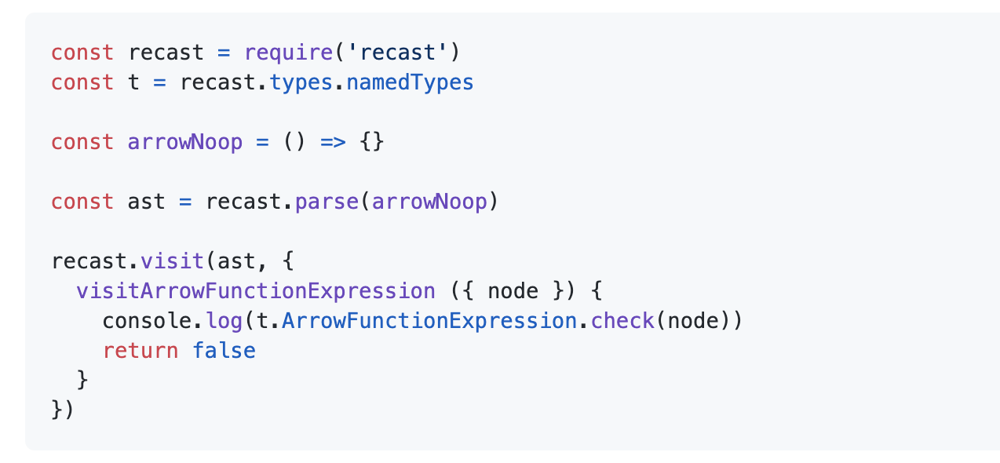 const recast = require('recast')
const t = recast.types.namedTypes
const arrowNoop = () => {}
const ast = recast.parse(arrowNoop)
recast.visit(ast, {
  visitArrowFunctionExpression ({ node }) {
    console.log(t.ArrowFunctionExpression.check(node))
    return false
  }
})